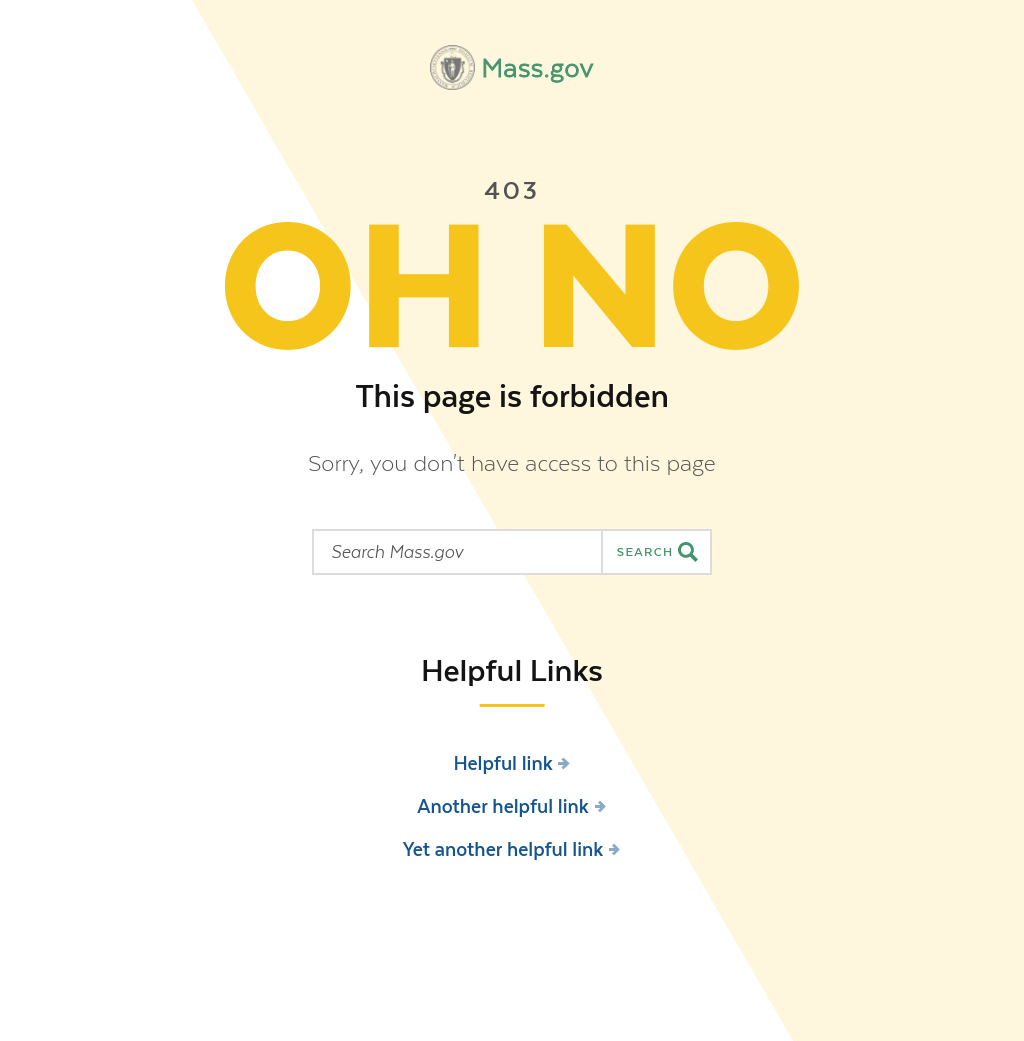 Mass.gov
403
OH NO
This page is forbidden
Sorry, you don't have access to this page
Search Mass.gov
SEARCH
Helpful Links
Helpful link
Another helpful link
Yet another helpful link